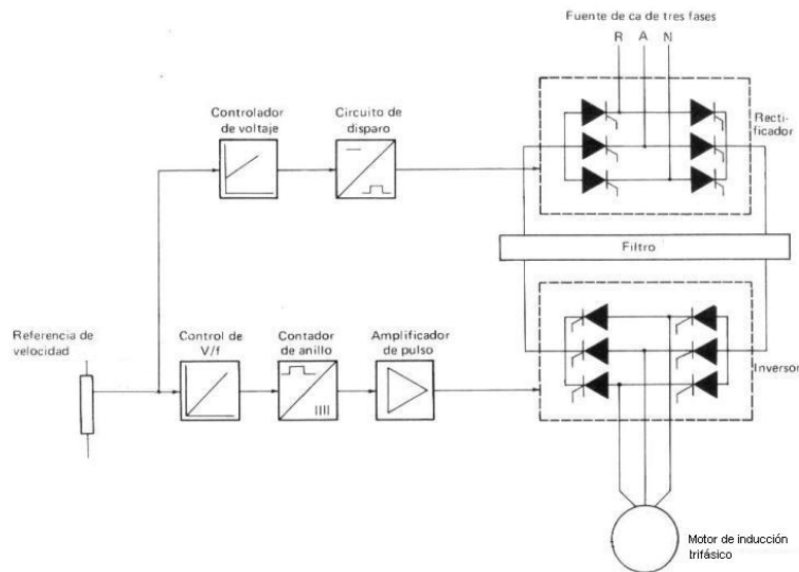 Fuente de ca de tres fases
R A N
Controlador
de voltaje
Circuito de
disparo
Recti-
ficador
Filtro
Referencia de
velocidad
Control de
V/f
Contador
de anillo
Amplificador
de pulso
Inversor
Motor de inducción
trifásico